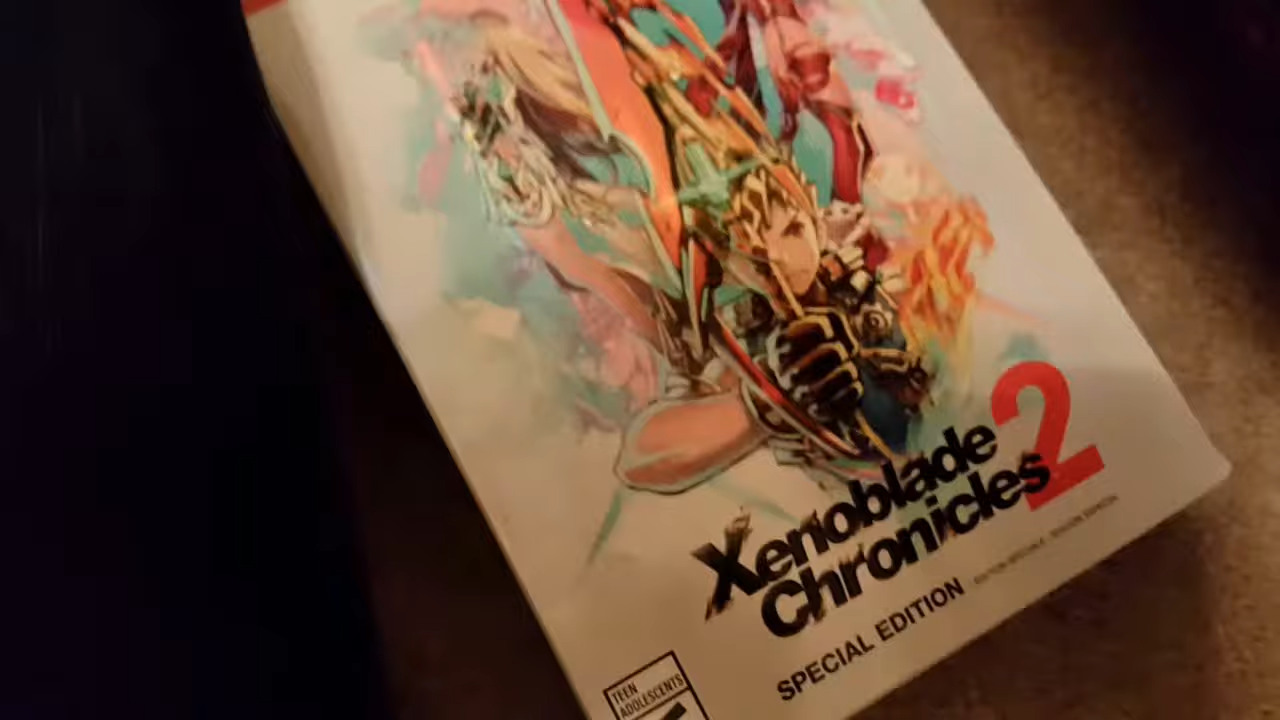 Xenoblade
Chronicles 2
SPECIAL EDITION
TEEN
ADOLESCENTS